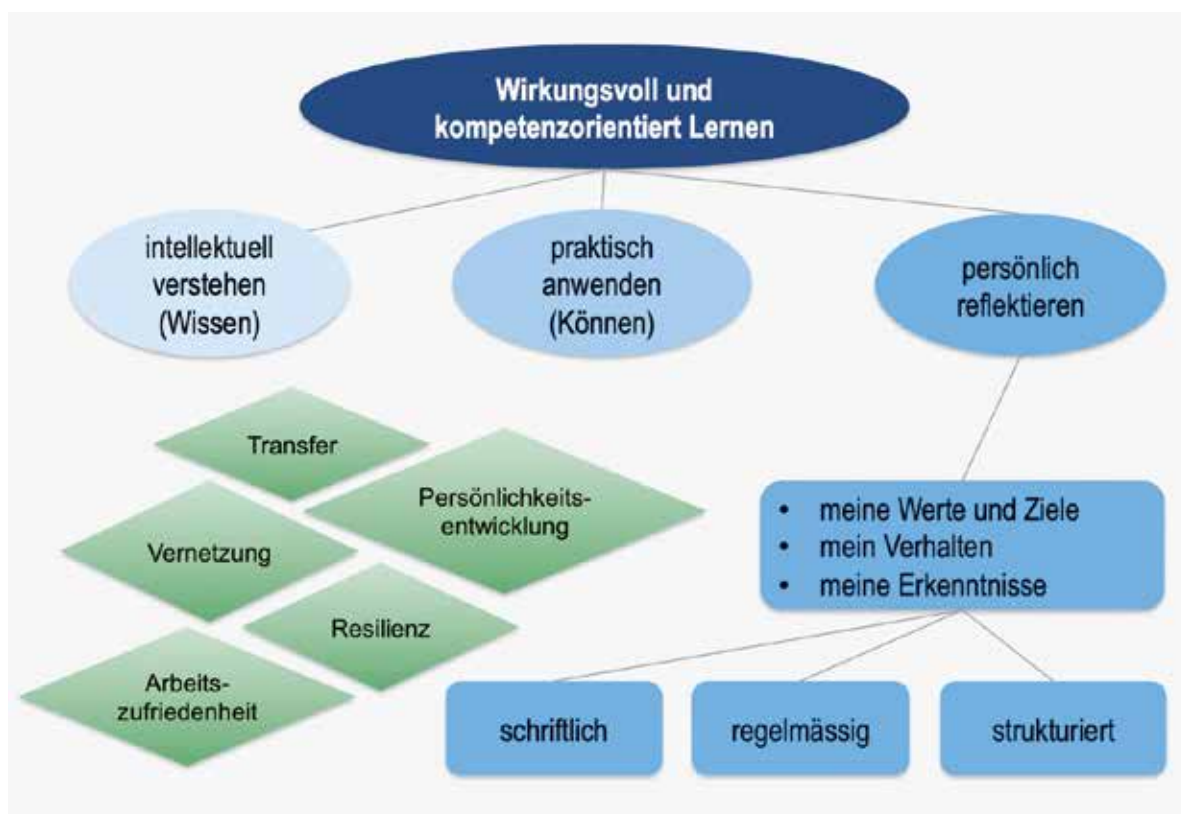 Wirkungsvoll und
kompetenzorientiert Lernen
intellektuell
verstehen
(Wissen)
praktisch
anwenden
(Können)
persönlich
reflektieren
Transfer
Persönlichkeits-
entwicklung
Vernetzung
Resilienz
Arbeits-
zufriedenheit
• meine Werte und Ziele
• mein Verhalten
• meine Erkenntnisse
schriftlich
regelmässig
strukturiert